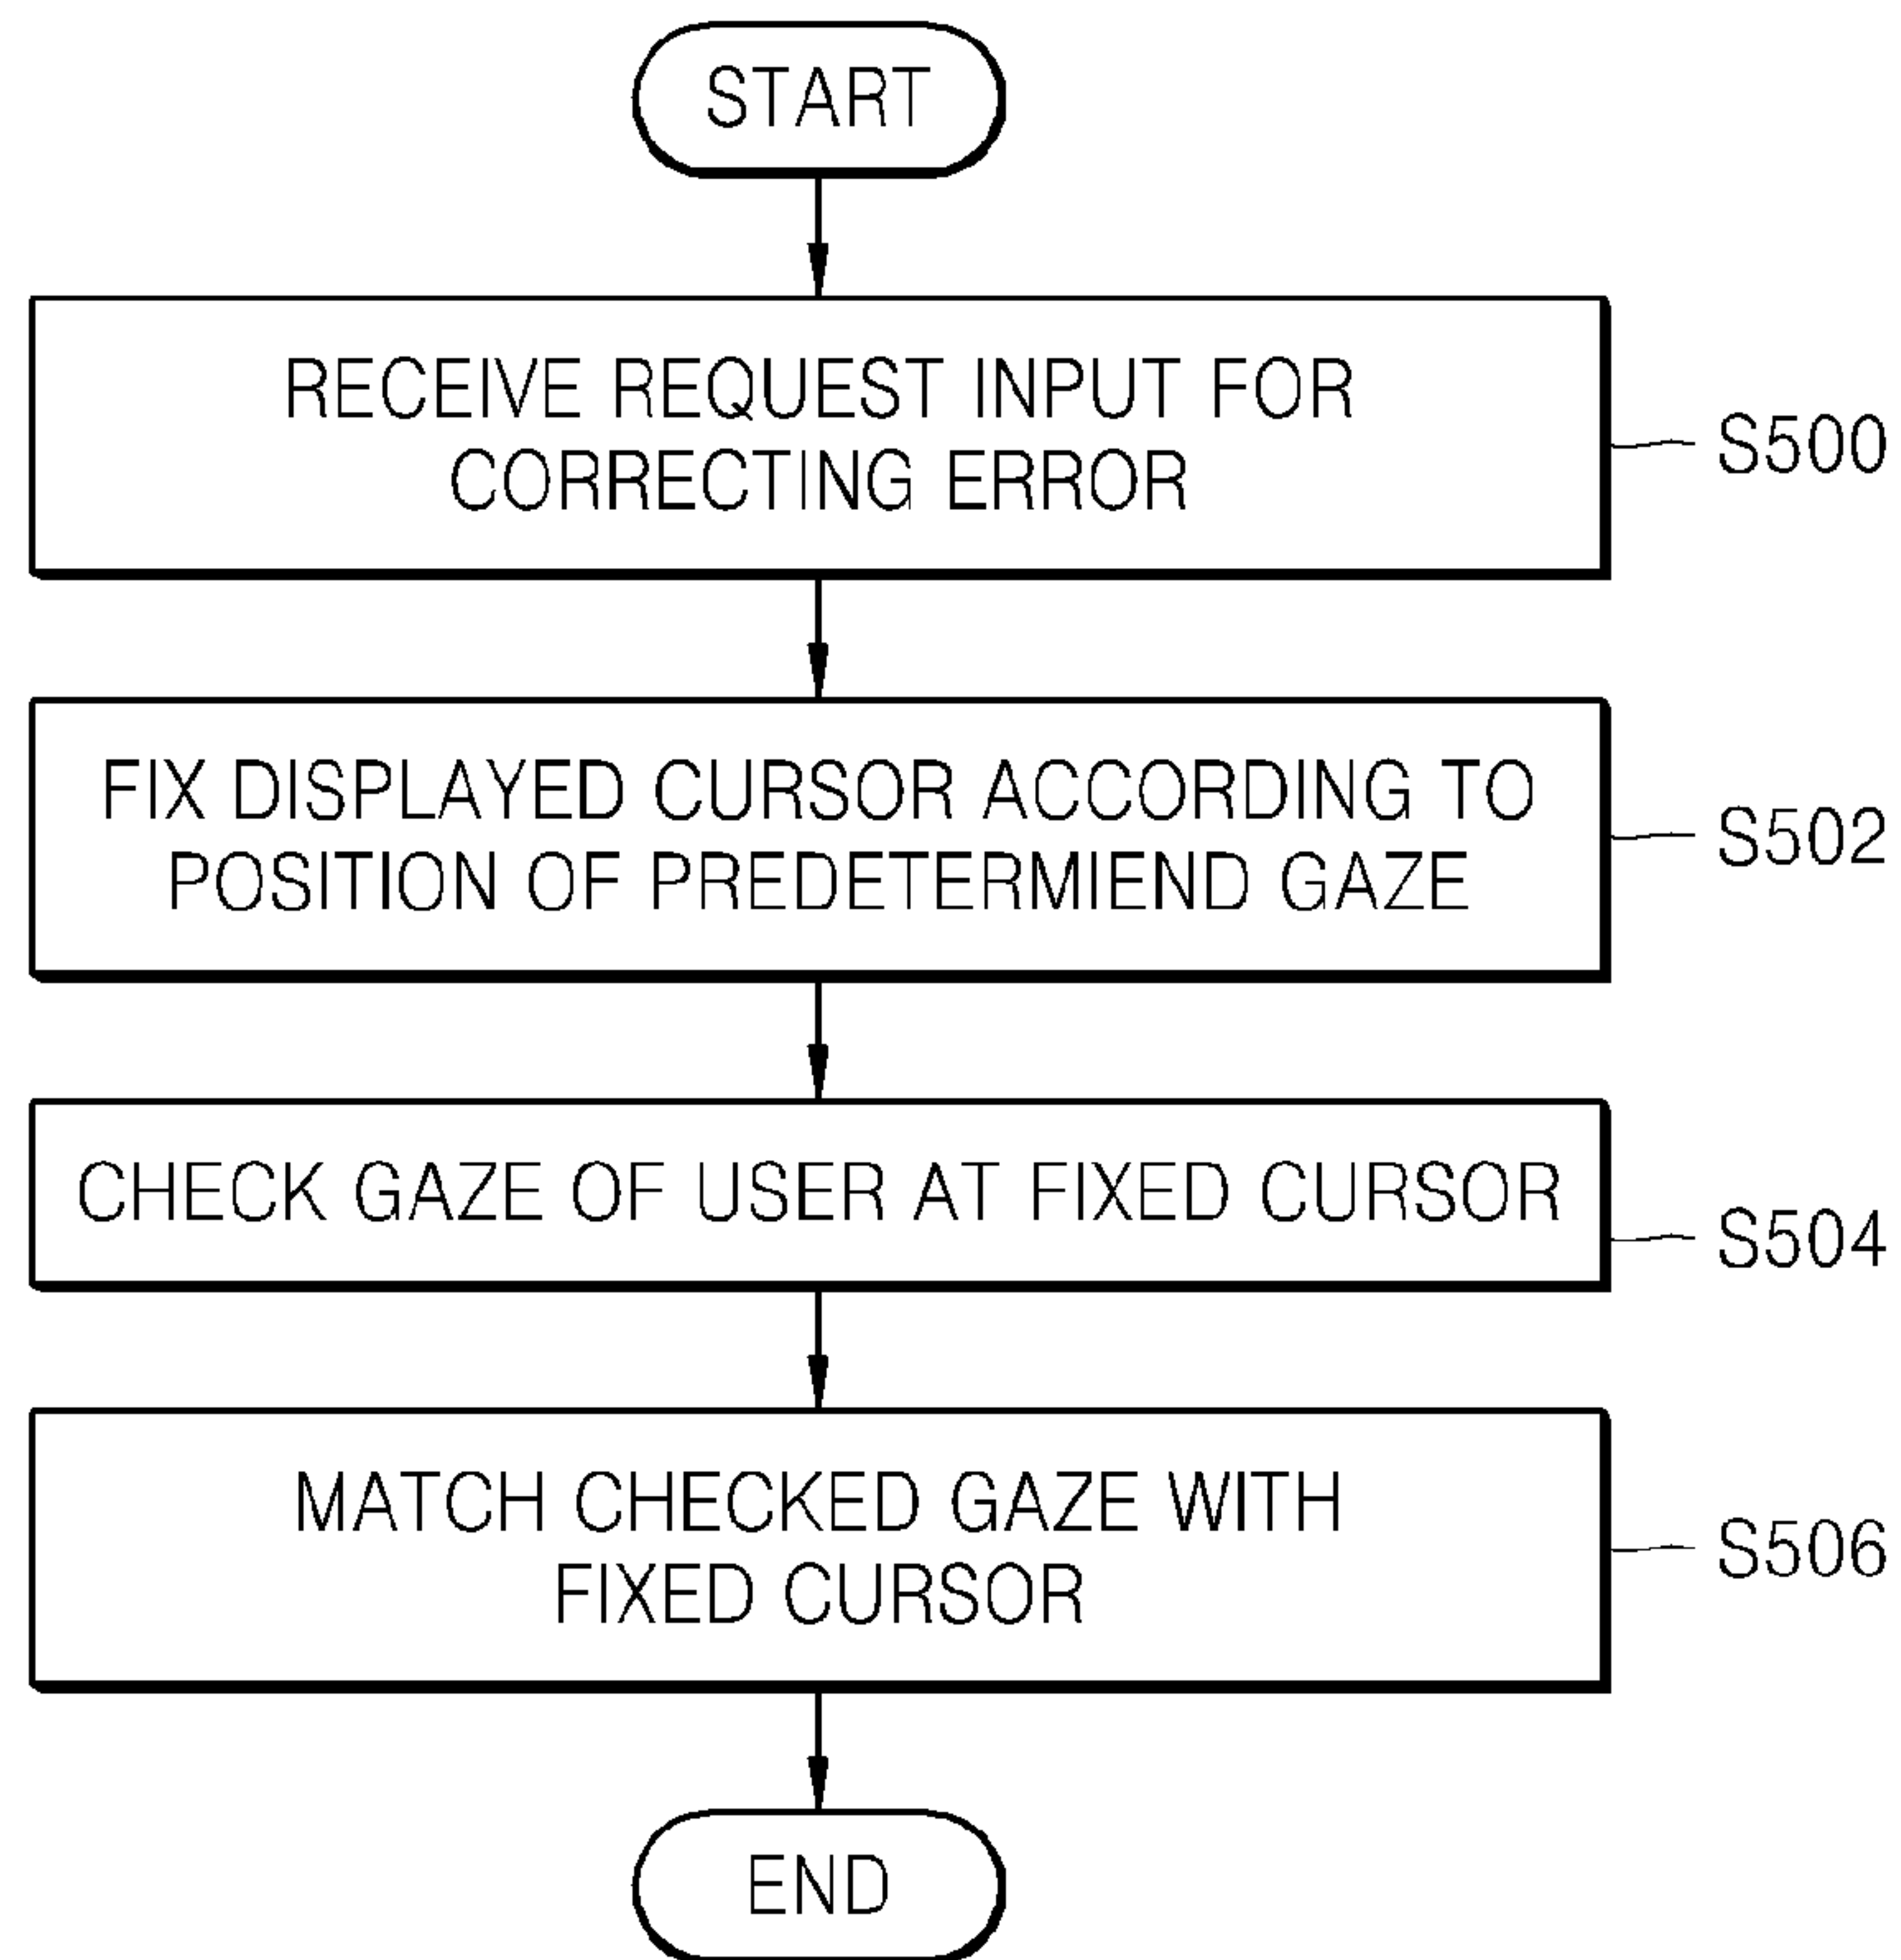 START
RECEIVE REQUEST INPUT FOR
CORRECTING ERROR
S500
FIX DISPLAYED CURSOR ACCORDING TO
POSITION OF PREDETERMIEND GAZE
S502
CHECK GAZE OF USER AT FIXED CURSOR
S504
MATCH CHECKED GAZE WITH
FIXED CURSOR
S506
END